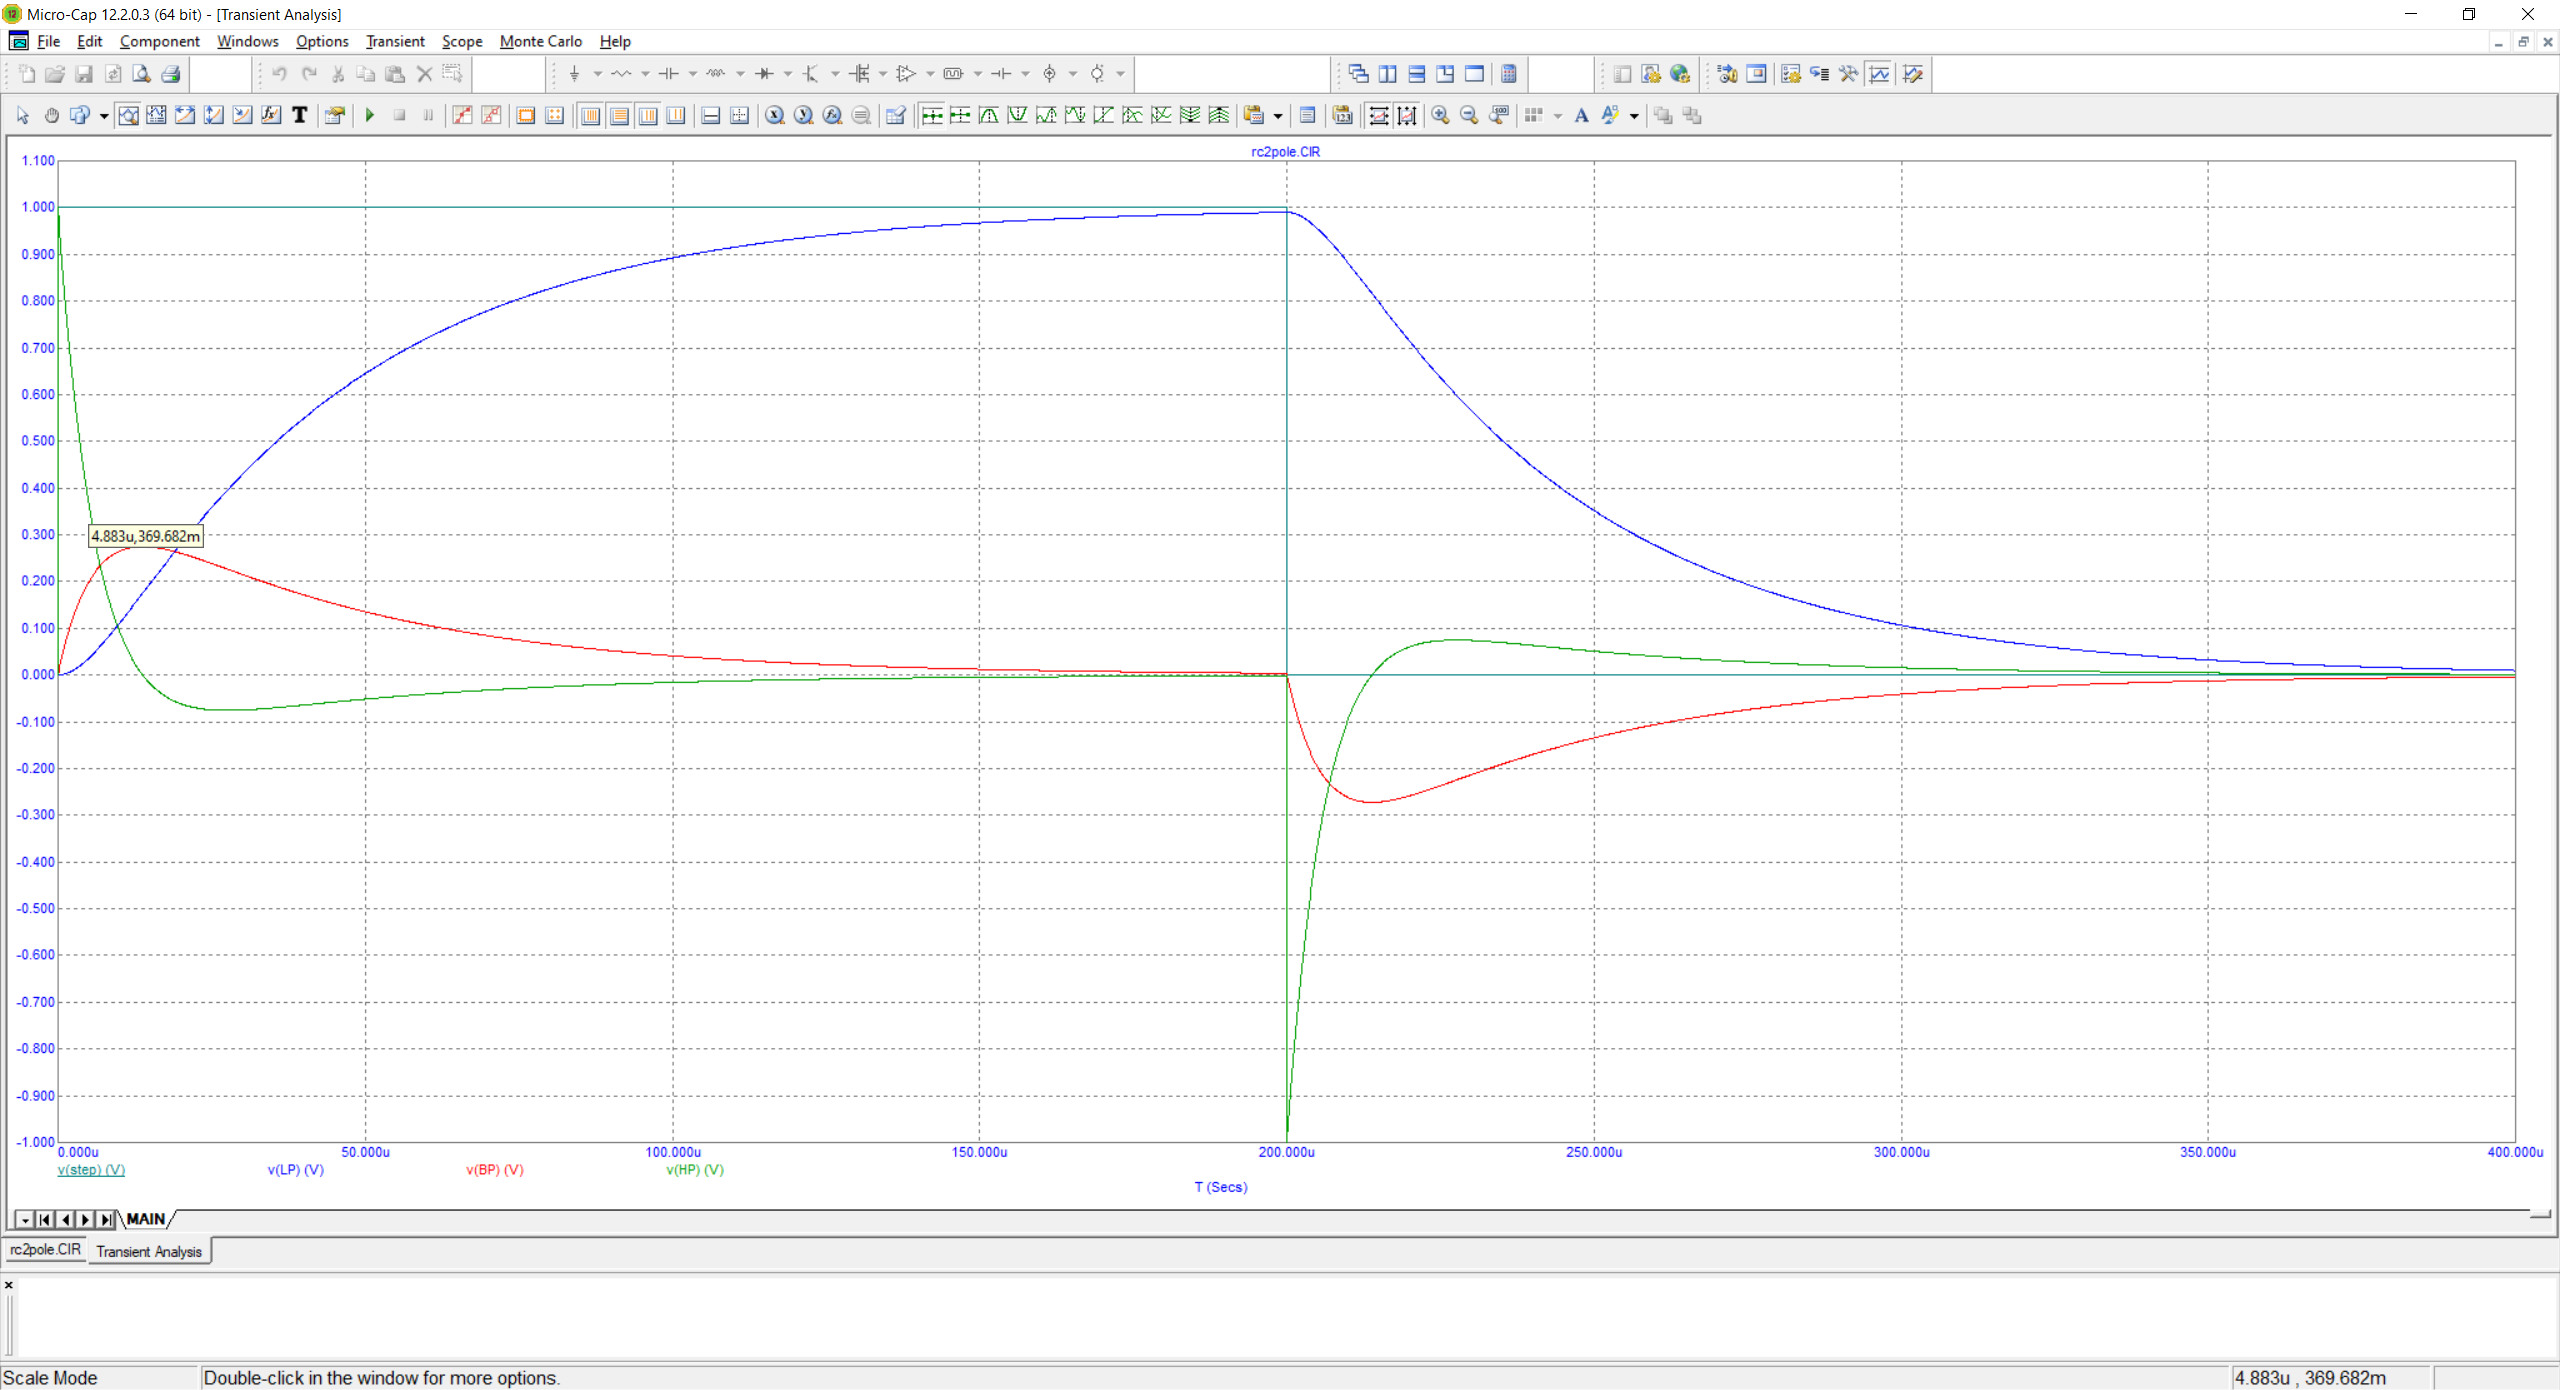 Micro-Cap 12.2.0.3 (64 bit) - [Transient Analysis]
File Edit Component Windows Options Transient Scope Monte Carlo Help
rc2pole.CIR
1.100
1.000
0.900
0.800
0.700
0.600
0.500
0.400
0.300
0.200
0.100
0.000
-0.100
-0.200
-0.300
-0.400
-0.500
-0.600
-0.700
-0.800
-0.900
-1.000
4.883u,369.682m
0.000u 50.000u 100.000u 150.000u 200.000u 250.000u 300.000u 350.000u 400.000u
v(step) (V) v(LP) (V) v(BP) (V) v(HP) (V)
T (Secs)
MAIN
rc2pole.CIR Transient Analysis
Scale Mode Double-click in the window for more options. 4.883u , 369.682m